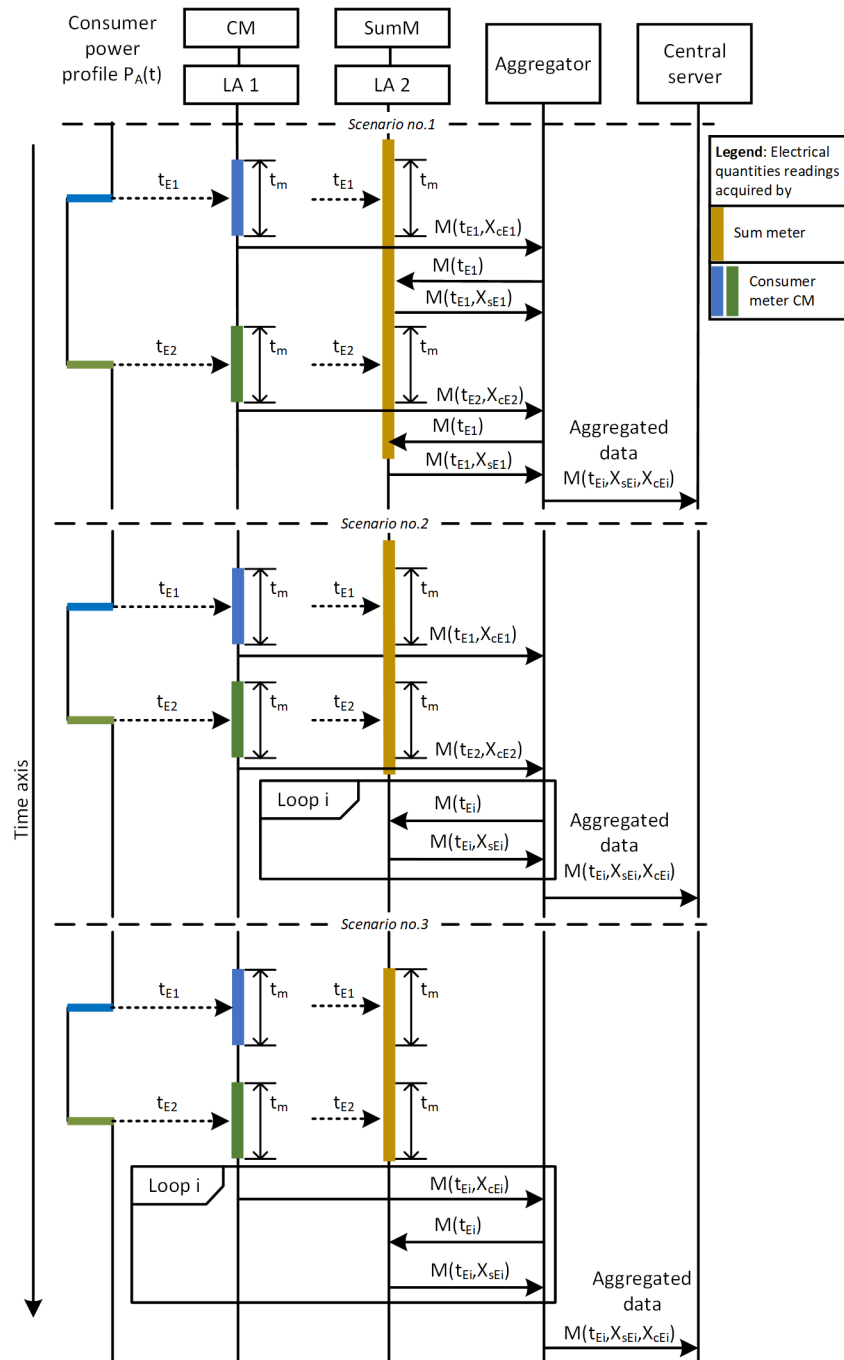 Consumer
power
profile P_A(t)
CM
LA 1
SumM
LA 2
Aggregator
Central
server
Scenario no.1
Legend: Electrical
quantities readings
acquired by
Sum meter
Consumer
meter CM
t_E1
t_m
t_E1
t_m
M(t_E1,X_cE1)
M(t_E1)
M(t_E1,X_sE1)
t_E2
t_m
t_E2
t_m
M(t_E2,X_cE2)
M(t_E1)
M(t_E1,X_sE1)
Aggregated
data
M(t_Ei,X_sEi,X_cEi)
Scenario no.2
t_E1
t_m
t_E1
t_m
M(t_E1,X_cE1)
t_E2
t_m
t_E2
t_m
M(t_E2,X_cE2)
Loop i
M(t_Ei)
M(t_Ei,X_sEi)
Aggregated
data
M(t_Ei,X_sEi,X_cEi)
Scenario no.3
t_E1
t_m
t_E1
t_m
t_E2
t_m
t_E2
t_m
Loop i
M(t_Ei,X_cEi)
M(t_Ei)
M(t_Ei,X_sEi)
Aggregated
data
M(t_Ei,X_sEi,X_cEi)
Time axis